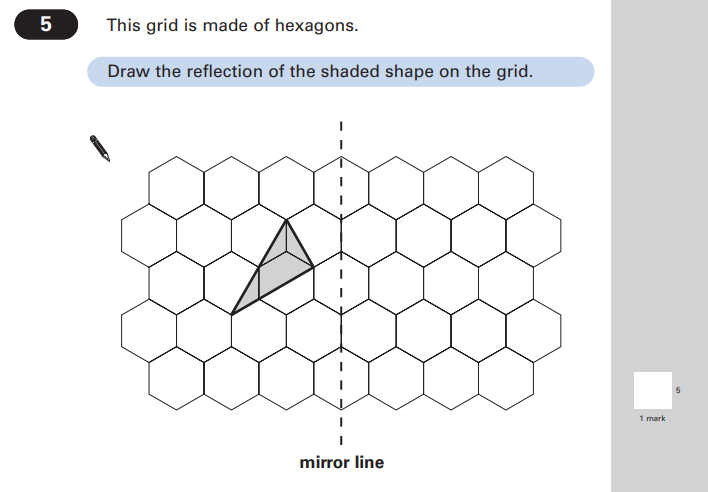 5
This grid is made of hexagons.
Draw the reflection of the shaded shape on the grid.
mirror line
5
1 mark